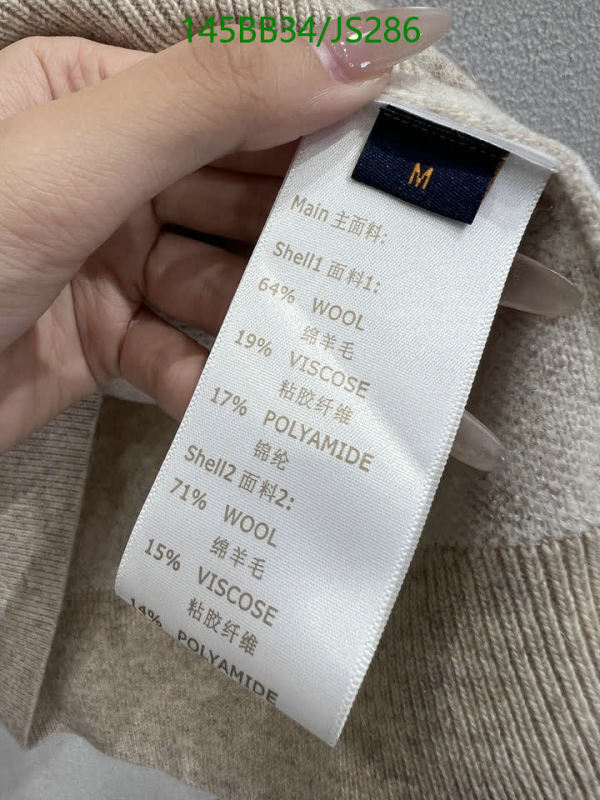 145BB34/JS286
M
Main 主面料:
Shell1 面料1:
64% WOOL
绵羊毛
19% VISCOSE
粘胶纤维
17% POLYAMIDE
锦纶
Shell2 面料2:
71% WOOL
绵羊毛
15% VISCOSE
粘胶纤维
14% POLYAMIDE